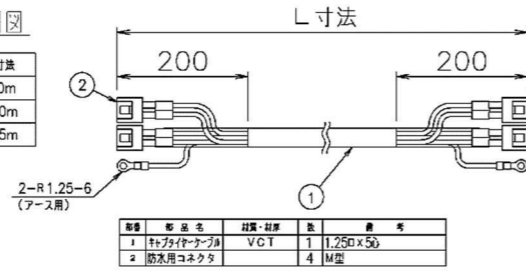 図
L寸法
寸法
0m
0m
5m
200
200
②
①
2-R1.25-6
(アース用)
部番 部品名 材質・材厚 数 備考
1 キャブタイヤーケーブル VCT 1 1.25□×5心
2 防水用コネクタ 4 M型